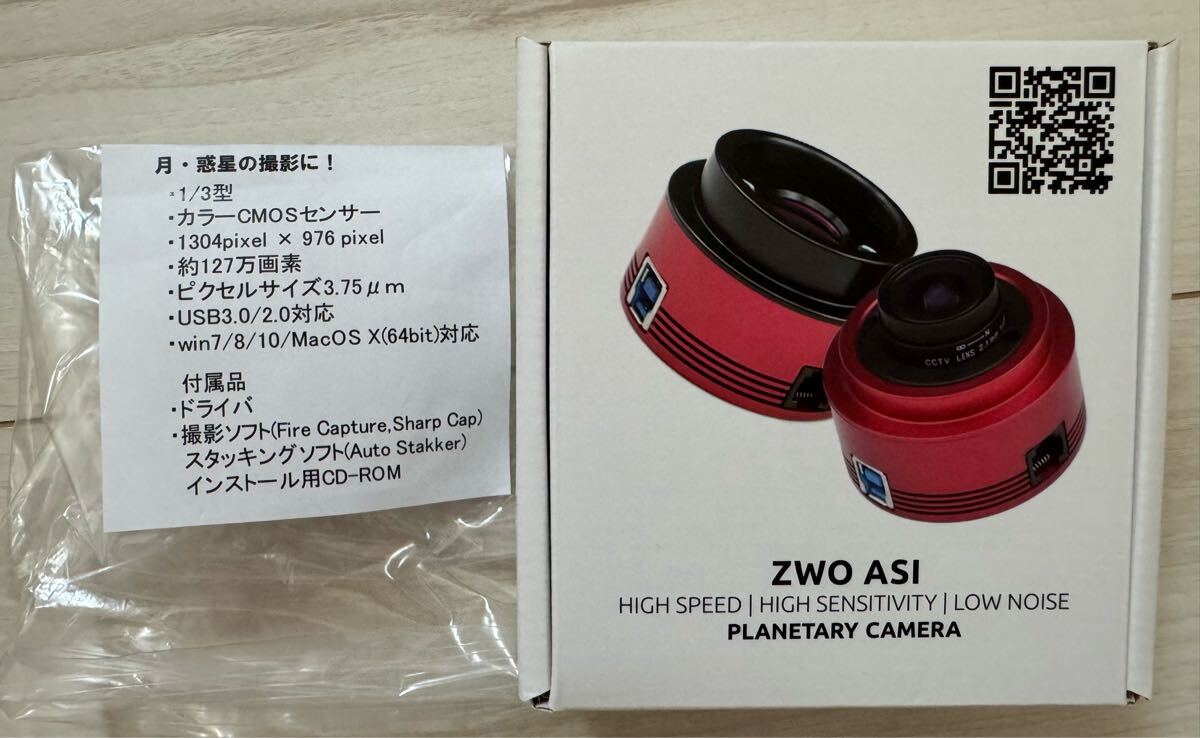 月・惑星の撮影に！
・1/3型
・カラーCMOSセンサー
・1304pixel × 976 pixel
・約127万画素
・ピクセルサイズ3.75μm
・USB3.0/2.0対応
・win7/8/10/MacOS X(64bit)対応
付属品
・ドライバ
・撮影ソフト(Fire Capture,Sharp Cap)
スタッキングソフト(Auto Stakker)
インストール用CD-ROM
∞—N
CCTV LENS 2.1mm
ZWO ASI
HIGH SPEED | HIGH SENSITIVITY | LOW NOISE
PLANETARY CAMERA